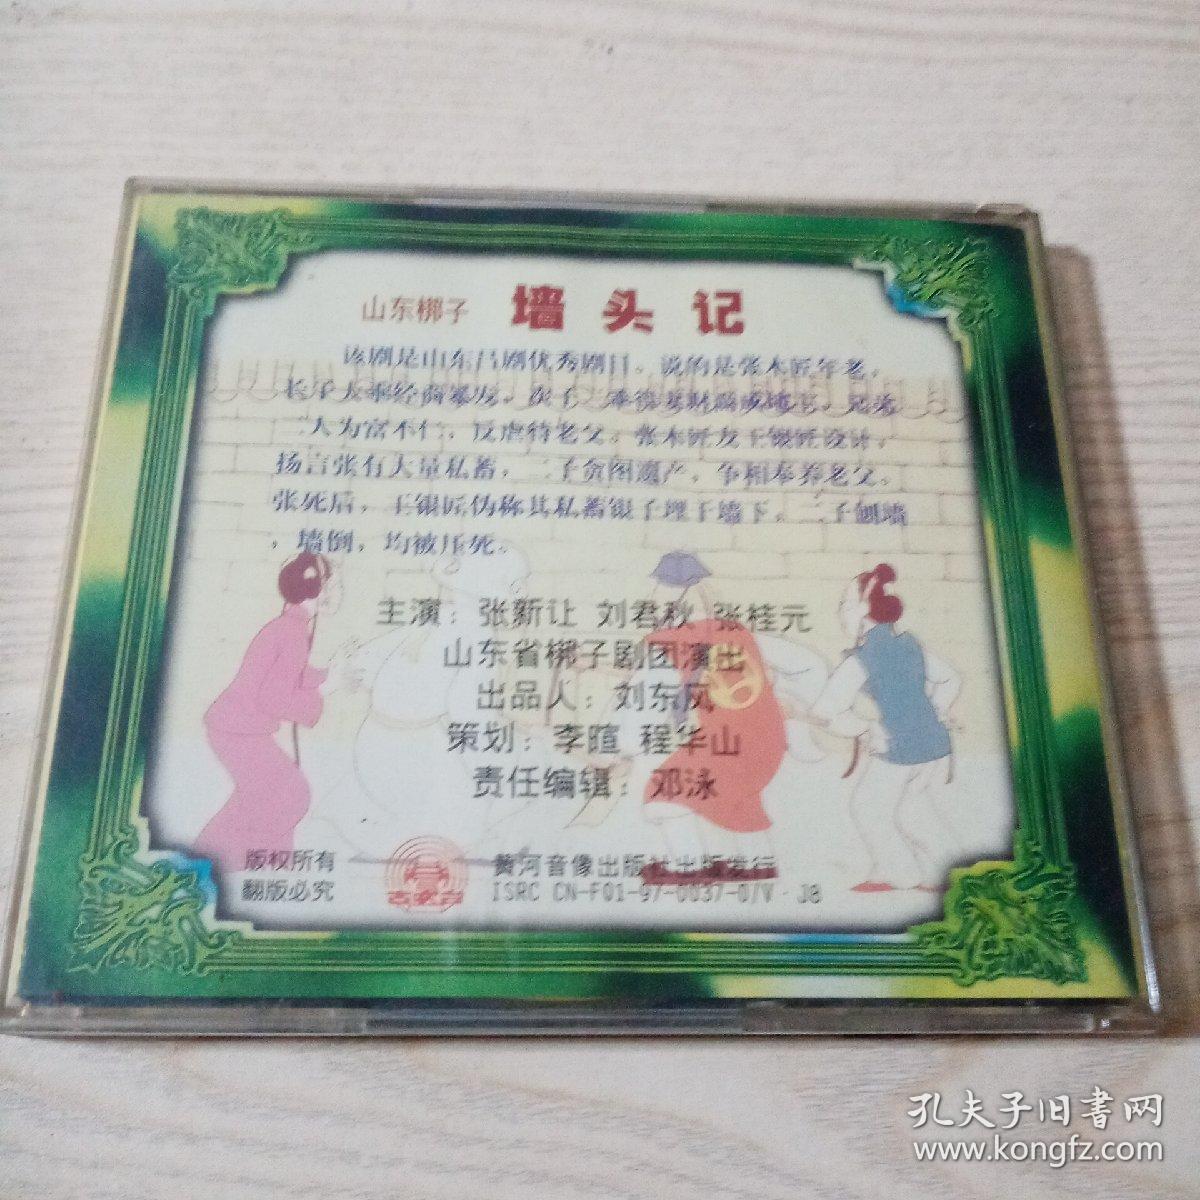 山东梆子 墙头记
该剧是山东吕剧优秀剧目。说的是张木匠年老,
长子大乖经商暴发,次子二乖得妻财而成地主,兄弟
二人为富不仁,反虐待老父。张木匠友王银匠设计,
扬言张有大量私蓄,二子贪图遗产,争相奉养老父。
张死后,王银匠伪称其私蓄银子埋于墙下。二子刨墙
,墙倒,均被压死。
主演:张新让 刘君秋 张桂元
山东省梆子剧团演出
出品人:刘东风
策划:李暄 程华山
责任编辑:邓泳
版权所有
翻版必究
黄河音像出版社出版发行
ISRC CN-F01-97-0037-0/V·J8
孔夫子旧书网
www.kongfz.com